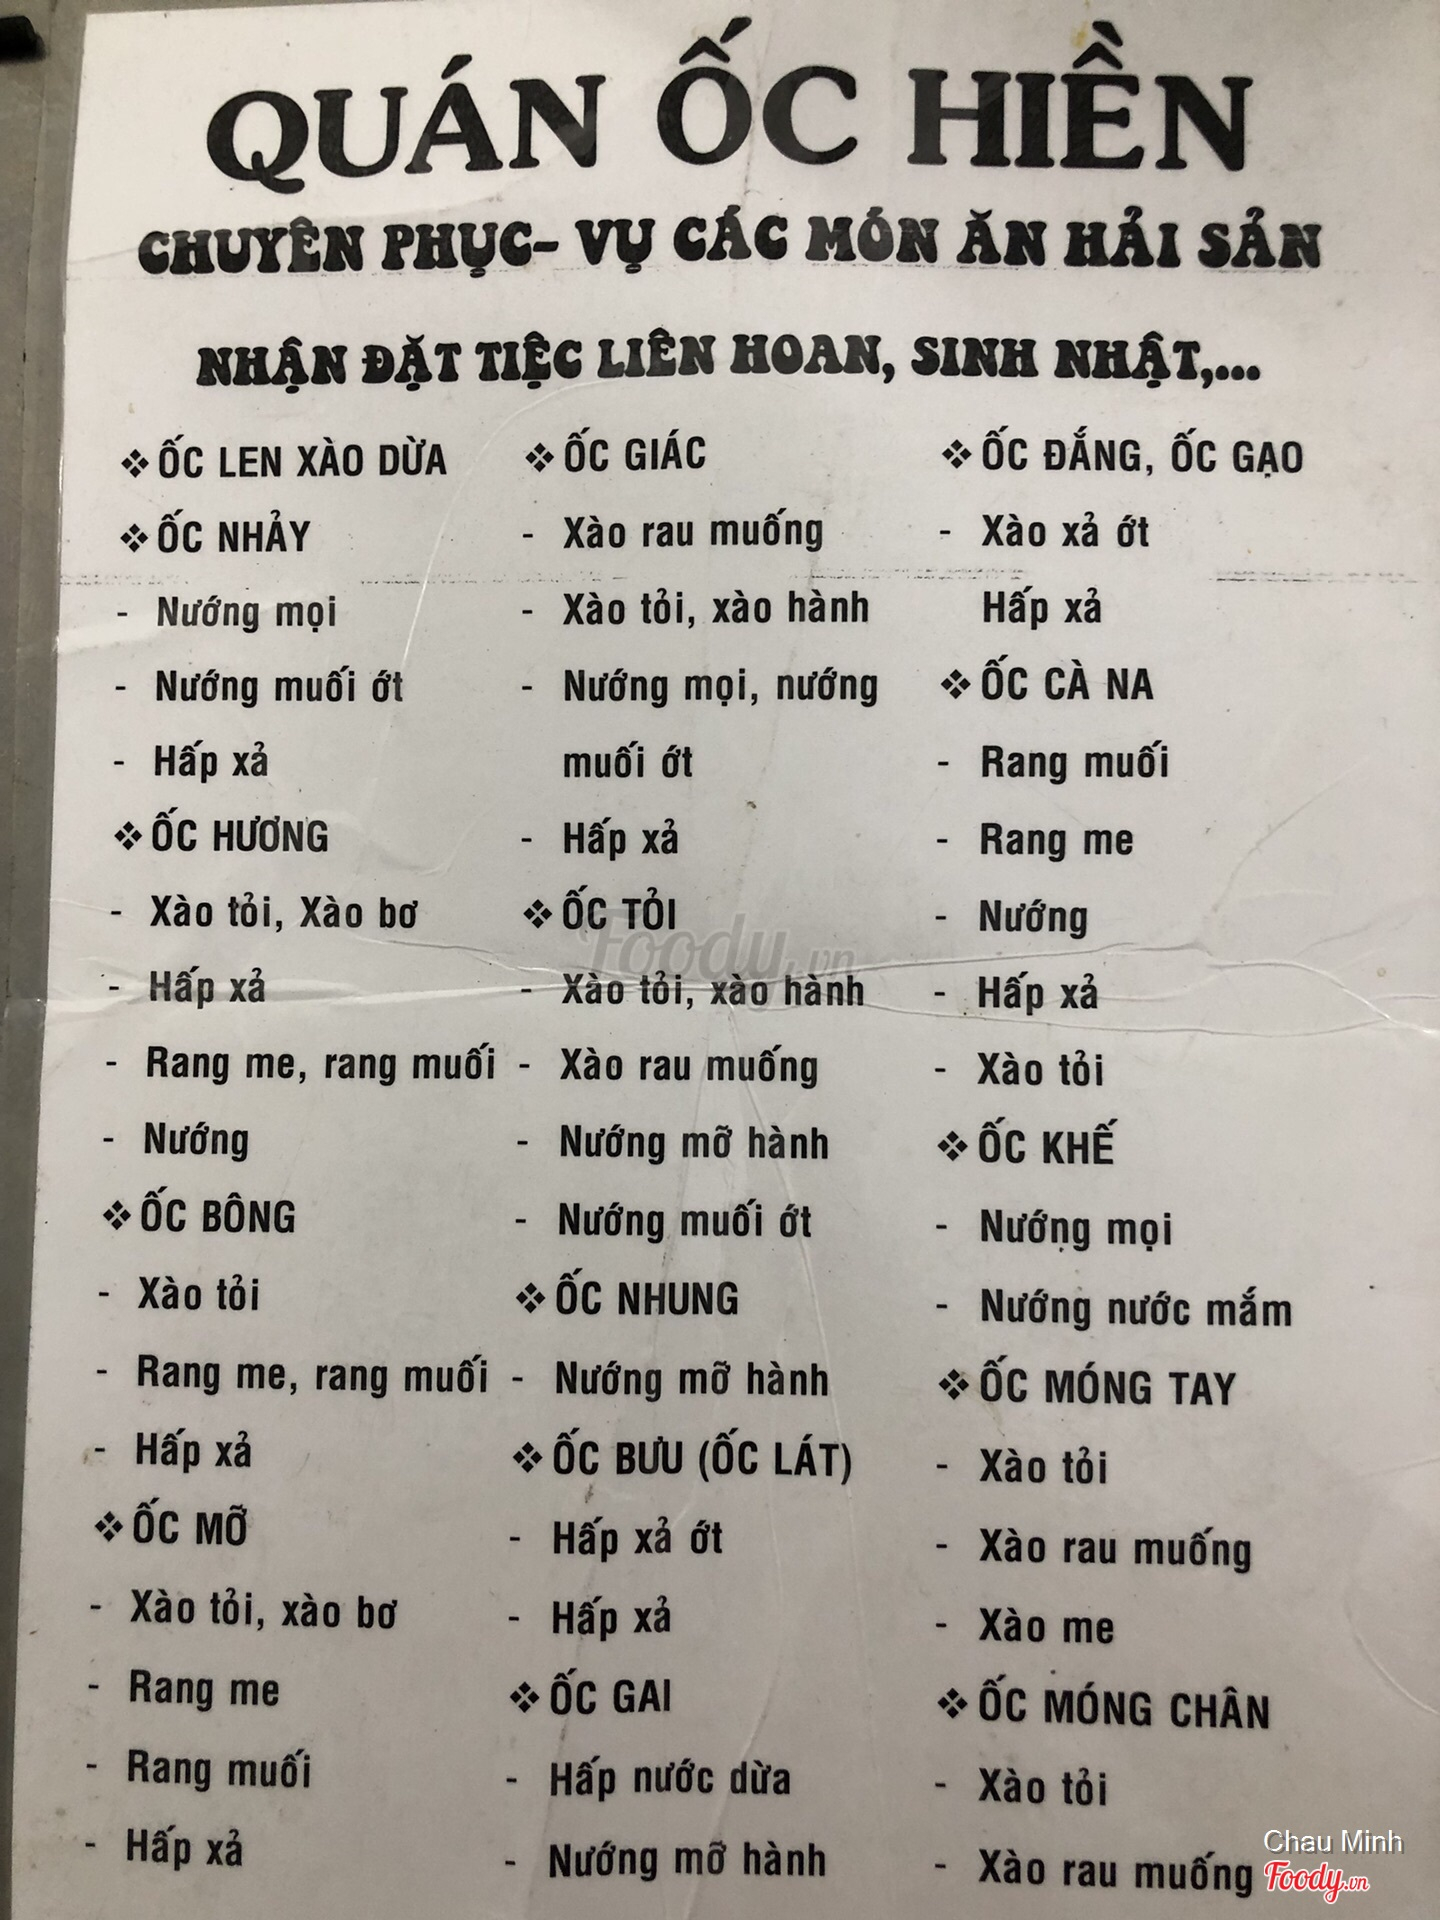 QUÁN ỐC HIỀN
CHUYÊN PHỤC- VỤ CÁC MÓN ĂN HẢI SẢN
NHẬN ĐẶT TIỆC LIÊN HOAN, SINH NHẬT,...
❖ ỐC LEN XÀO DỪA
❖ ỐC NHẢY
- Nướng mọi
- Nướng muối ớt
- Hấp xả
❖ ỐC HƯƠNG
- Xào tỏi, Xào bơ
- Hấp xả
- Rang me, rang muối
- Nướng
❖ ỐC BÔNG
- Xào tỏi
- Rang me, rang muối
- Hấp xả
❖ ỐC MỠ
- Xào tỏi, xào bơ
- Rang me
- Rang muối
- Hấp xả
❖ ỐC GIÁC
- Xào rau muống
- Xào tỏi, xào hành
- Nướng mọi, nướng
muối ớt
- Hấp xả
❖ ỐC TỎI
- Xào tỏi, xào hành
- Xào rau muống
- Nướng mỡ hành
- Nướng muối ớt
❖ ỐC NHUNG
- Nướng mỡ hành
❖ ỐC BƯU (ỐC LÁT)
- Hấp xả ớt
- Hấp xả
❖ ỐC GAI
- Hấp nước dừa
- Nướng mỡ hành
❖ ỐC ĐẮNG, ỐC GẠO
- Xào xả ớt
Hấp xả
❖ ỐC CÀ NA
- Rang muối
- Rang me
- Nướng
- Hấp xả
- Xào tỏi
❖ ỐC KHẾ
- Nướng mọi
- Nướng nước mắm
❖ ỐC MÓNG TAY
- Xào tỏi
- Xào rau muống
- Xào me
❖ ỐC MÓNG CHÂN
- Xào tỏi
- Xào rau muống
Foody.vn
Chau Minh
Foody.vn